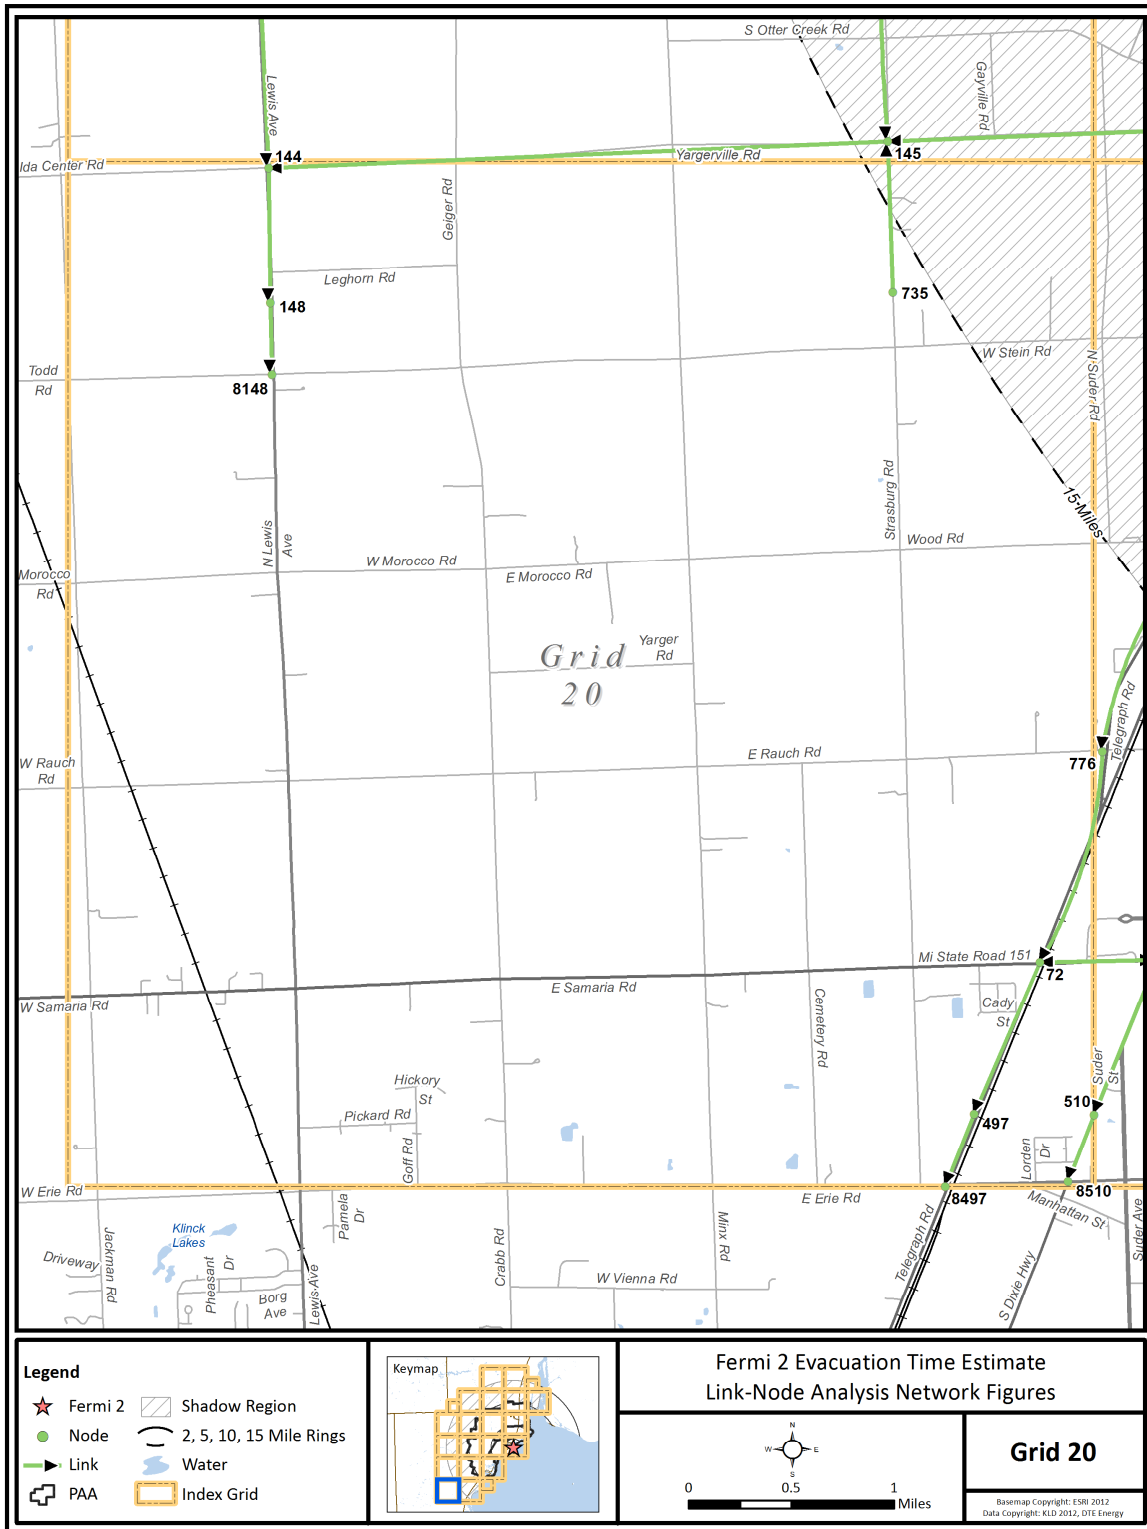 S Otter Creek Rd
Lewis Ave
Gayville Rd
144
Yargerville Rd
145
Ida Center Rd
Geiger Rd
Leghorn Rd
735
148
W Stein Rd
N Suder Rd
Todd
Rd
8148
Strasburg Rd
15 Miles
N Lewis
Ave
Wood Rd
W Morocco Rd
E Morocco Rd
Morocco
Rd
Yarger
Rd
Grid
20
Telegraph Rd
E Rauch Rd
W Rauch
Rd
776
Mi State Road 151
72
E Samaria Rd
W Samaria Rd
Cady
St
Cemetery Rd
Suder
St
Hickory
St
510
Pickard Rd
497
Goff Rd
Lorden
Dr
W Erie Rd
E Erie Rd
8497
8510
Manhattan St
Pamela
Dr
Klinck
Lakes
Jackman Rd
Driveway
Pheasant
Dr
Borg
Ave
Lewis Ave
Crabb Rd
W Vienna Rd
Minx Rd
Telegraph Rd
S Dixie Hwy
Suder Ave
Legend
Fermi 2
Shadow Region
Node
2, 5, 10, 15 Mile Rings
Link
Water
PAA
Index Grid
Keymap
Fermi 2 Evacuation Time Estimate
Link-Node Analysis Network Figures
N
W E
S
0 0.5 1
Miles
Grid 20
Basemap Copyright: ESRI 2012
Data Copyright: KLD 2012, DTE Energy